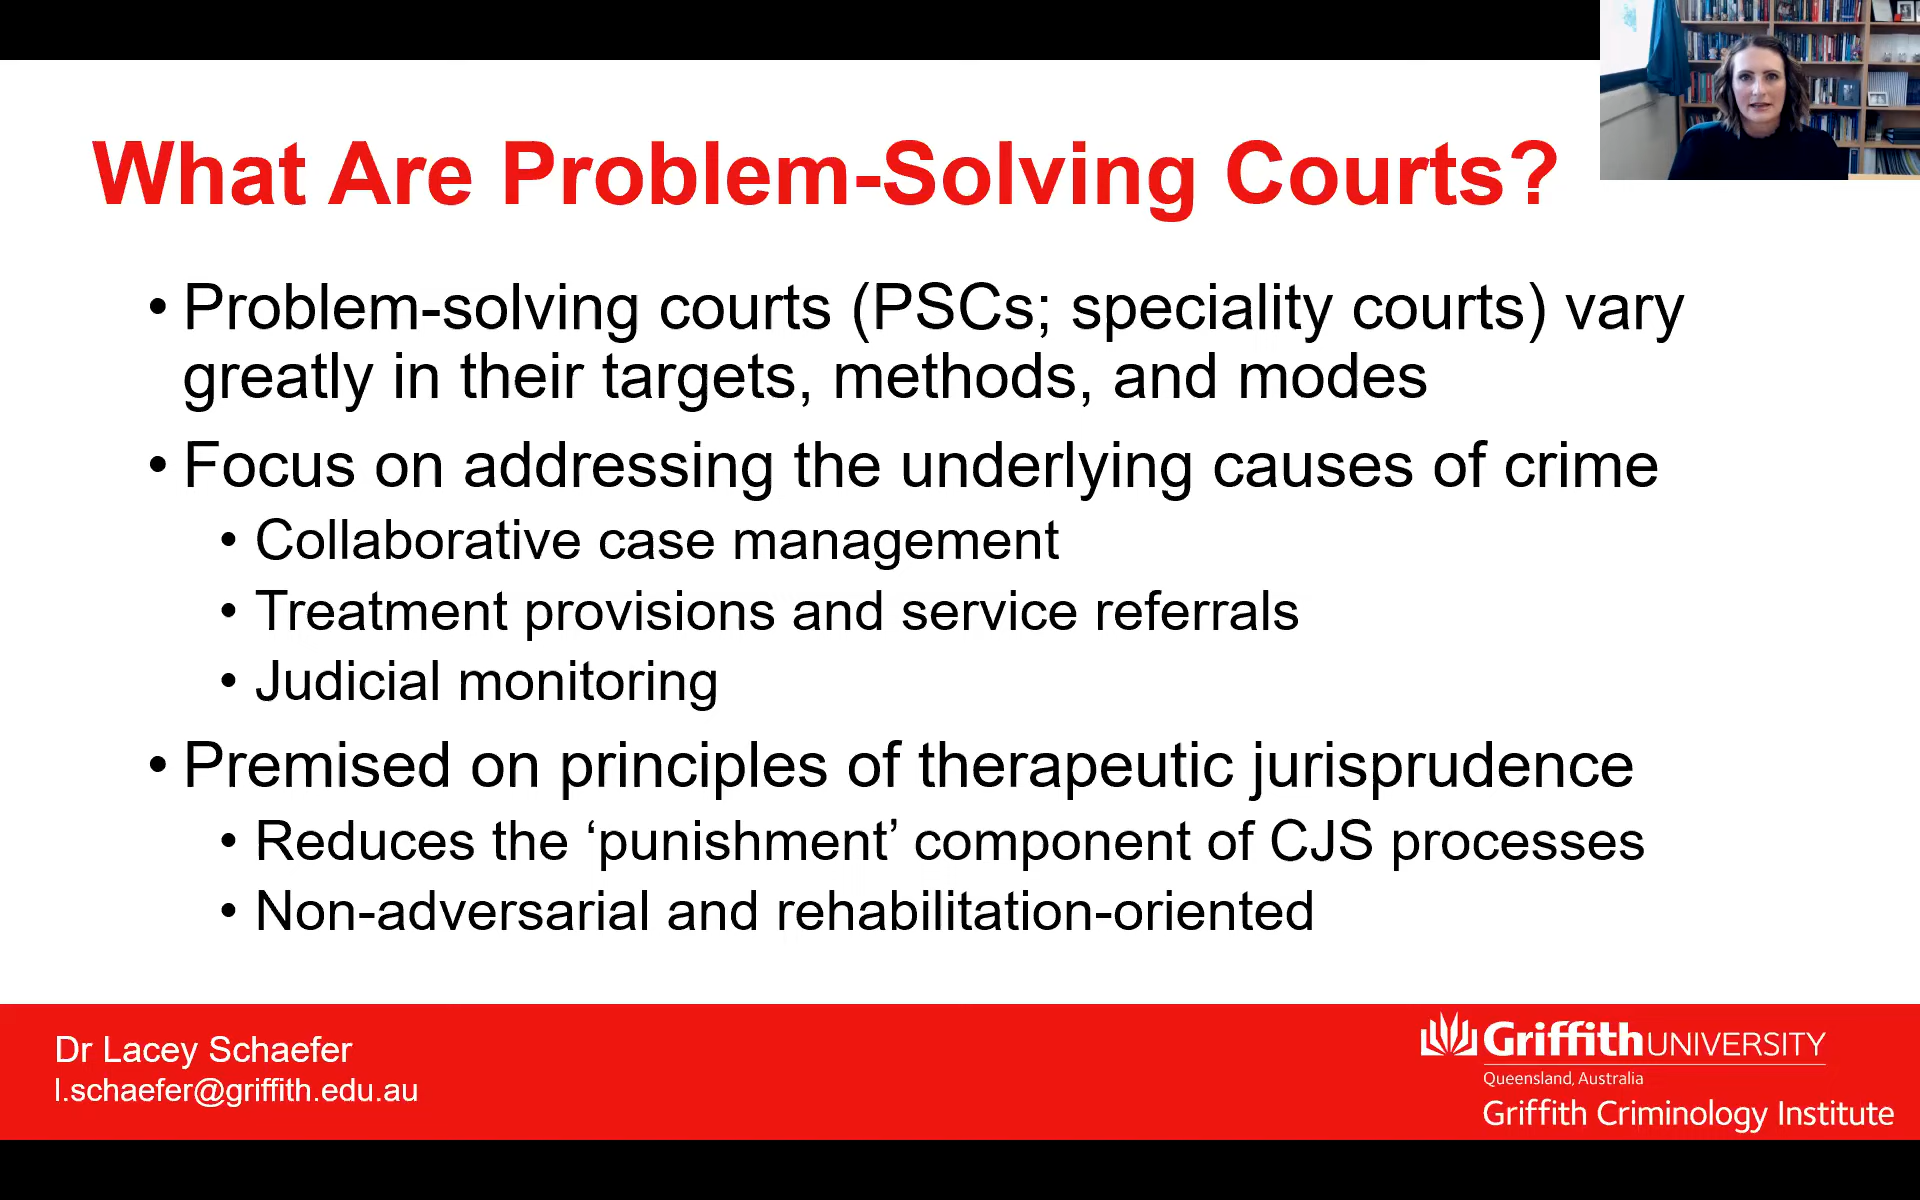 What Are Problem-Solving Courts?
• Problem-solving courts (PSCs; speciality courts) vary
greatly in their targets, methods, and modes
• Focus on addressing the underlying causes of crime
• Collaborative case management
• Treatment provisions and service referrals
• Judicial monitoring
• Premised on principles of therapeutic jurisprudence
• Reduces the ‘punishment’ component of CJS processes
• Non-adversarial and rehabilitation-oriented
Dr Lacey Schaefer
l.schaefer@griffith.edu.au
Griffith UNIVERSITY
Queensland, Australia
Griffith Criminology Institute